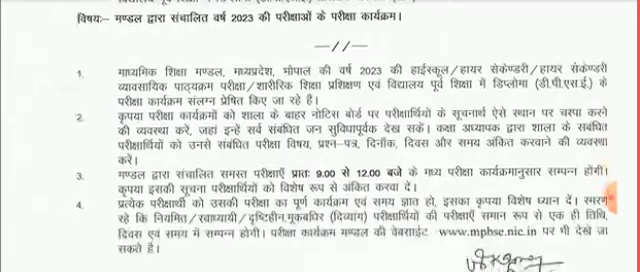 विषयः– मण्डल द्वारा संचालित वर्ष 2023 की परीक्षाओं के परीक्षा कार्यक्रम।
—//—
1. माध्यमिक शिक्षा मण्डल, मध्यप्रदेश, भोपाल की वर्ष 2023 की हाईस्कूल/हायर सेकेण्डरी/हायर सेकेण्डरी
व्यावसायिक पाठ्यक्रम परीक्षा/शारीरिक शिक्षा प्रशिक्षण एवं विद्यालय पूर्व शिक्षा में डिप्लोमा (डी.पी.एस.ई.) के
परीक्षा कार्यक्रम संलग्न प्रेषित किए जा रहे हैं।
2. कृपया परीक्षा कार्यक्रमों को शाला के बाहर नोटिस बोर्ड पर परीक्षार्थियों के सूचनार्थ ऐसे स्थान पर चस्पा करने
की व्यवस्था करें, जहां इन्हें सर्व संबंधित जन सुविधापूर्वक देख सकें। कक्षा अध्यापक द्वारा शाला के सबंधित
परीक्षार्थियों को उनसे संबंधित परीक्षा विषय, प्रश्न–पत्र, दिनाँक, दिवस और समय अंकित करवाने की व्यवस्था
करें।
3. मण्डल द्वारा संचालित समस्त परीक्षाएँ प्रातः 9.00 से 12.00 बजे के मध्य परीक्षा कार्यक्रमानुसार सम्पन्न होंगी।
कृपया इसकी सूचना परीक्षार्थियों को विशेष रूप से अंकित करवा दें।
4. प्रत्येक परीक्षार्थी को उसकी परीक्षा का पूर्ण कार्यक्रम एवं समय ज्ञात हो, इसका कृपया विशेष ध्यान दें। स्मरण
रहे कि नियमित/स्वाध्यायी/दृष्टिहीन,मूकबधिर (दिव्यांग) परीक्षार्थियों की परीक्षाएँ समान रूप से एक ही तिथि,
दिवस एवं समय में सम्पन होगी। परीक्षा कार्यक्रम मण्डल की वेबसाईट www.mpbse.nic.in पर भी देखे जा
सकते है।